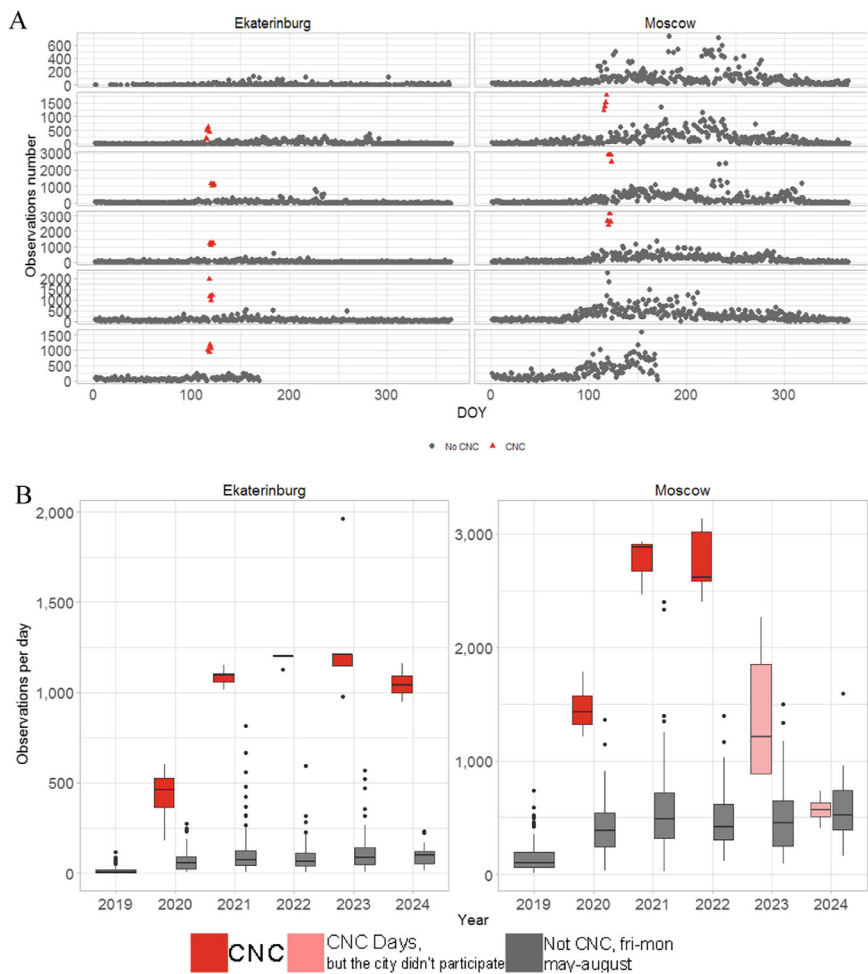 A
Ekaterinburg Moscow
Observations number
600
400
200
0
1500
1000
500
0
3000
2000
1000
0
3000
2000
1000
0
2000
1500
1000
500
0
1500
1000
500
0
0 100 200 300 0 100 200 300
DOY
No CNC CNC
B
Ekaterinburg Moscow
Observations per day
2,000
1,500
1,000
500
0
3,000
2,000
1,000
0
2019 2020 2021 2022 2023 2024 2019 2020 2021 2022 2023 2024
Year
CNC
CNC Days,
but the city didn't participate
Not CNC, fri-mon
may-august